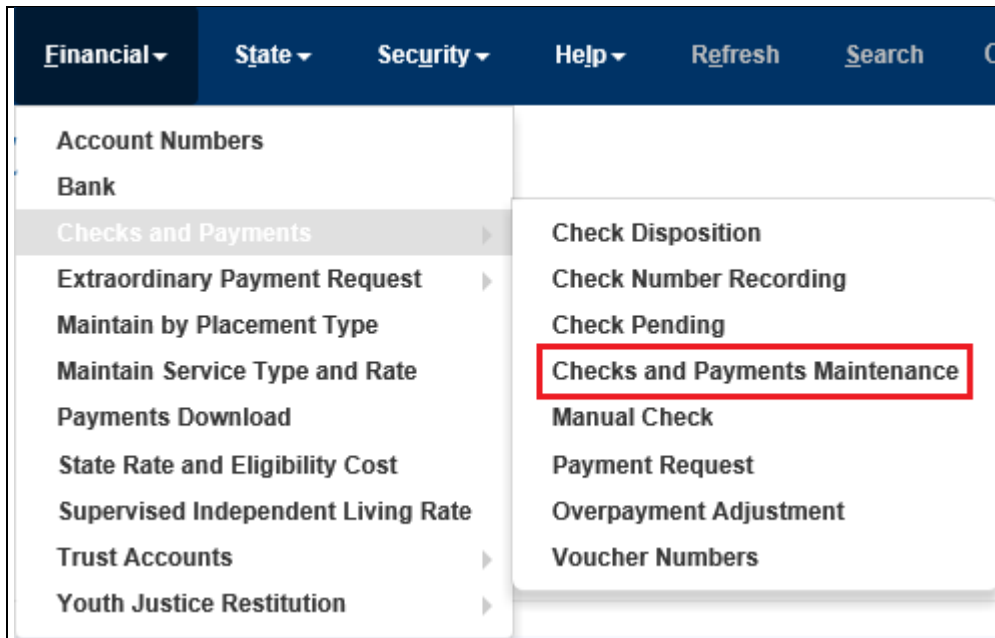 Financial State Security Help Refresh Search
Account Numbers
Bank
Checks and Payments
Extraordinary Payment Request
Maintain by Placement Type
Maintain Service Type and Rate
Payments Download
State Rate and Eligibility Cost
Supervised Independent Living Rate
Trust Accounts
Youth Justice Restitution
Check Disposition
Check Number Recording
Check Pending
Checks and Payments Maintenance
Manual Check
Payment Request
Overpayment Adjustment
Voucher Numbers